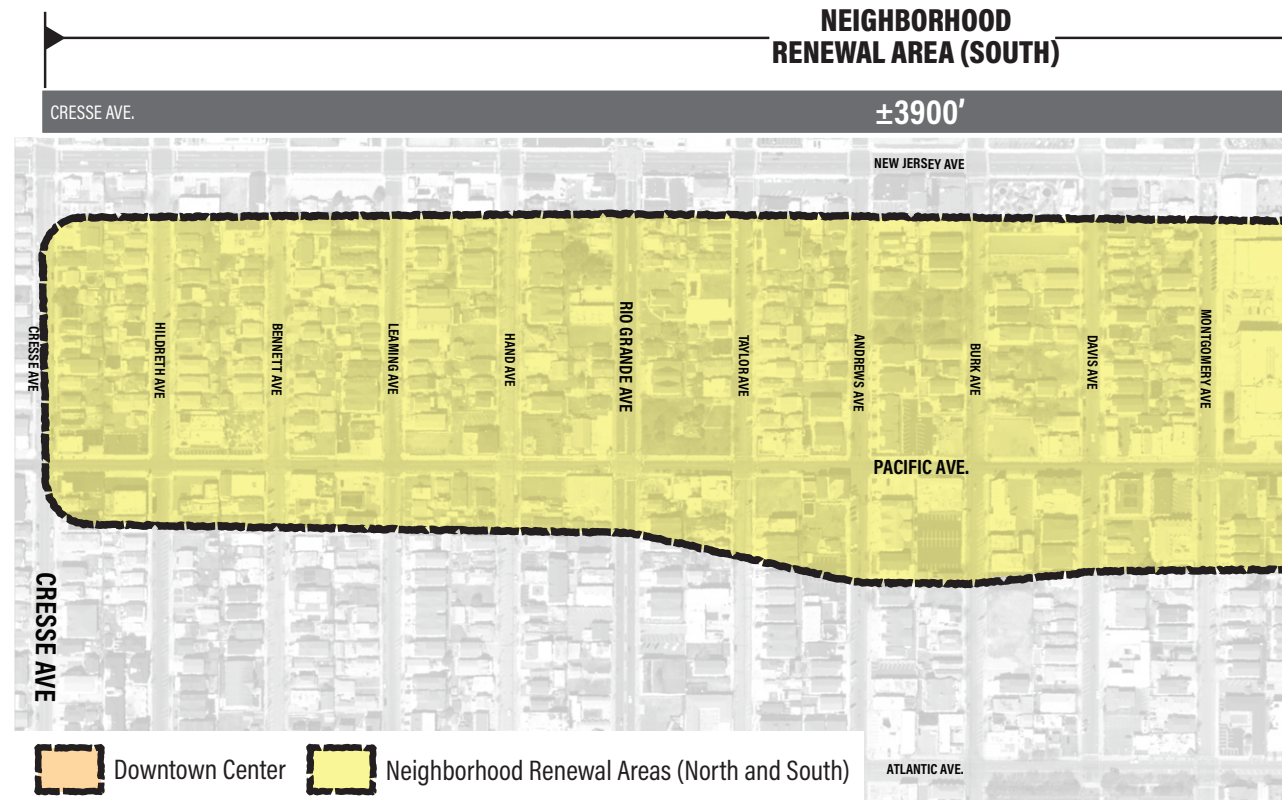 NEIGHBORHOOD
RENEWAL AREA (SOUTH)
CRESSE AVE.
±3900’
NEW JERSEY AVE
CRESSE AVE
HILDRETH AVE
BENNETT AVE
LEAMING AVE
HAND AVE
RIO GRANDE AVE
TAYLOR AVE
ANDREWS AVE
BURK AVE
DAVIS AVE
MONTGOMERY AVE
PACIFIC AVE.
CRESSE AVE
Downtown Center
Neighborhood Renewal Areas (North and South)
ATLANTIC AVE.